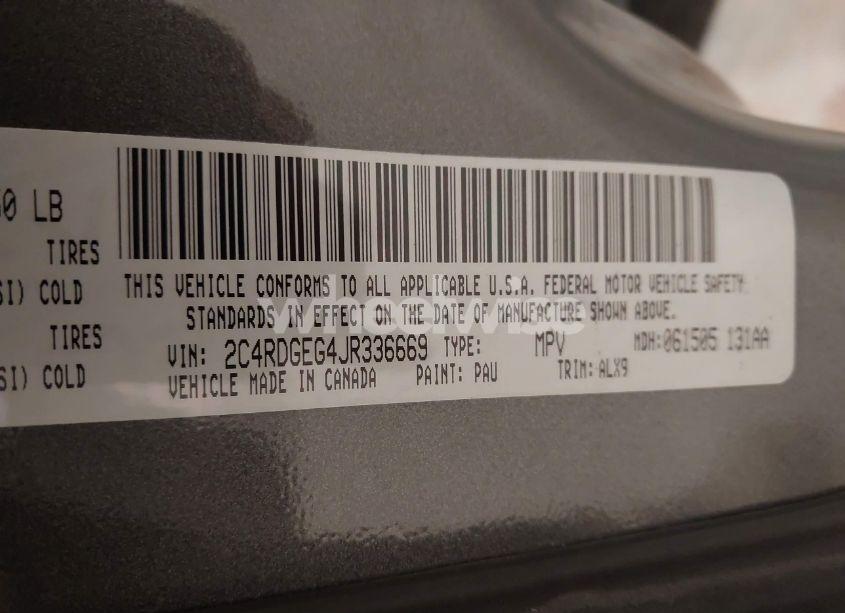 LB
TIRES
SI) COLD
TIRES
SI) COLD
THIS VEHICLE CONFORMS TO ALL APPLICABLE U.S.A. FEDERAL MOTOR VEHICLE SAFETY
STANDARDS IN EFFECT ON THE DATE OF MANUFACTURE SHOWN ABOVE.
VIN: 2C4RDGEG4JR336669 TYPE: MPV MDH:061505 131AA
VEHICLE MADE IN CANADA PAINT: PAU TRIM:ALX9